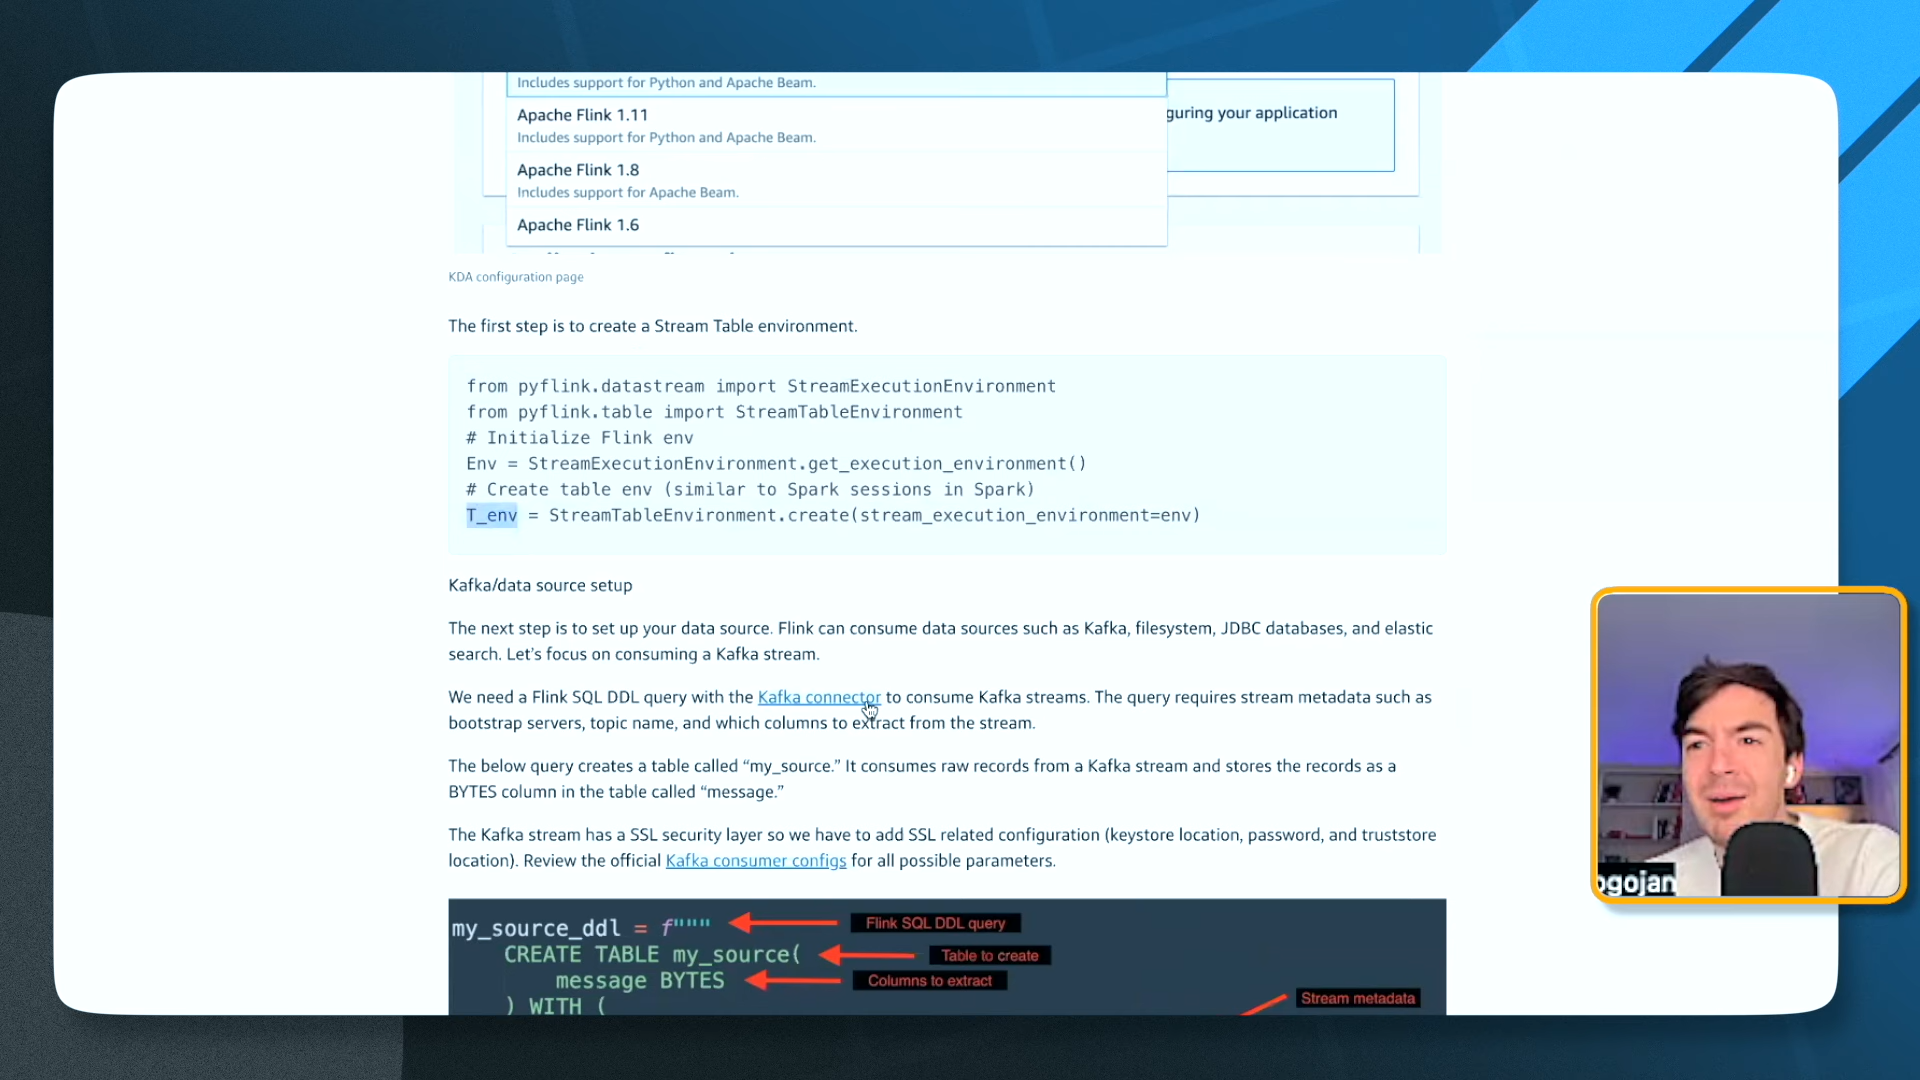 Includes support for Python and Apache Beam.
Apache Flink 1.11
guring your application
Includes support for Python and Apache Beam.
Apache Flink 1.8
Includes support for Apache Beam.
Apache Flink 1.6
KDA configuration page
The first step is to create a Stream Table environment.
from pyflink.datastream import StreamExecutionEnvironment
from pyflink.table import StreamTableEnvironment
# Initialize Flink env
Env = StreamExecutionEnvironment.get_execution_environment()
# Create table env (similar to Spark sessions in Spark)
T_env = StreamTableEnvironment.create(stream_execution_environment=env)
Kafka/data source setup
The next step is to set up your data source. Flink can consume data sources such as Kafka, filesystem, JDBC databases, and elastic
search. Let's focus on consuming a Kafka stream.
We need a Flink SQL DDL query with the Kafka connector to consume Kafka streams. The query requires stream metadata such as
bootstrap servers, topic name, and which columns to extract from the stream.
The below query creates a table called “my_source.” It consumes raw records from a Kafka stream and stores the records as a
BYTES column in the table called “message.”
The Kafka stream has a SSL security layer so we have to add SSL related configuration (keystore location, password, and truststore
location). Review the official Kafka consumer configs for all possible parameters.
my_source_ddl = f""" Flink SQL DDL query
CREATE TABLE my_source( Table to create
message BYTES Columns to extract
) WITH ( Stream metadata
ogojan